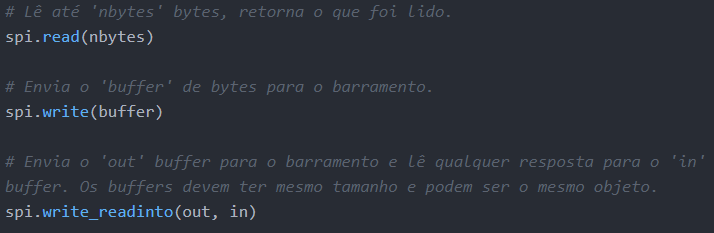 # Lê até 'nbytes' bytes, retorna o que foi lido.
spi.read(nbytes)
# Envia o 'buffer' de bytes para o barramento.
spi.write(buffer)
# Envia o 'out' buffer para o barramento e lê qualquer resposta para o 'in'
buffer. Os buffers devem ter mesmo tamanho e podem ser o mesmo objeto.
spi.write_readinto(out, in)